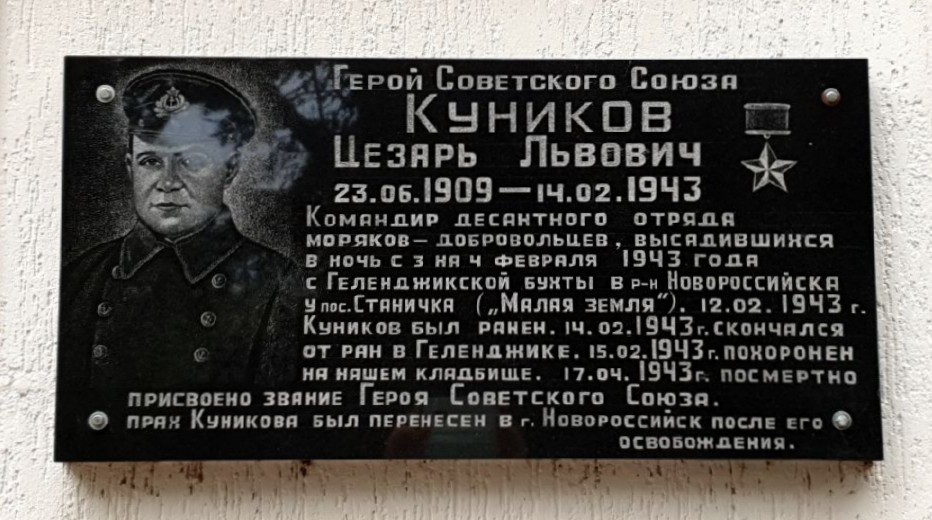 Герой Советского Союза
Куников
Цезарь Львович
23.06.1909 — 14.02.1943
Командир десантного отряда
моряков — добровольцев, высадившихся
в ночь с 3 на 4 февраля 1943 года
с Геленджикской бухты в р-н Новороссийска
у пос. Станичка („Малая земля“). 12.02.1943 г.
Куников был ранен. 14.02.1943 г. скончался
от ран в Геленджике. 15.02.1943 г. похоронен
на нашем кладбище. 17.04.1943 г. посмертно
присвоено звание Героя Советского Союза.
прах Куникова был перенесен в г. Новороссийск после его
освобождения.